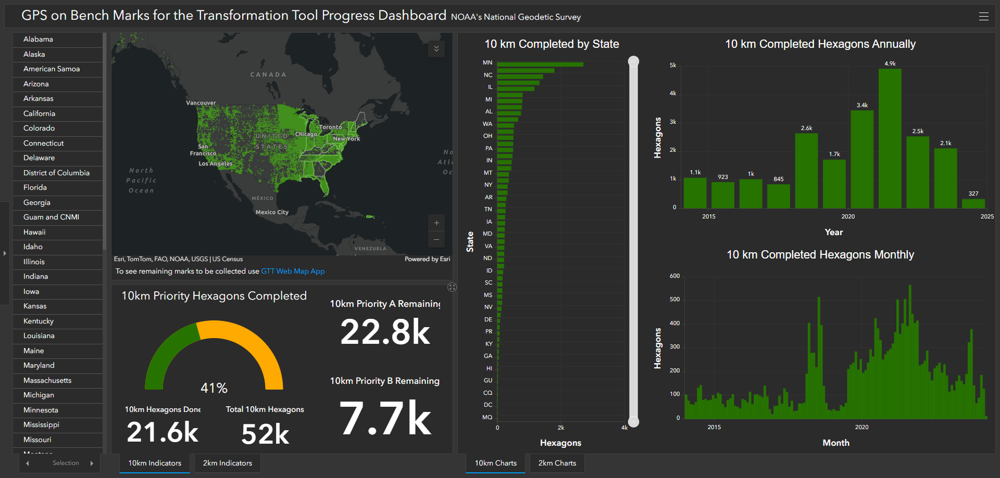 GPS on Bench Marks for the Transformation Tool Progress Dashboard NOAA's National Geodetic Survey
Alabama
Alaska
American Samoa
Arizona
Arkansas
California
Colorado
Connecticut
Delaware
District of Columbia
Florida
Georgia
Guam and CNMI
Hawaii
Idaho
Illinois
Indiana
Iowa
Kansas
Kentucky
Louisiana
Maine
Maryland
Massachusetts
Michigan
Minnesota
Mississippi
Missouri
Montana
Selection
CANADA
Vancouver
Toronto
Chicago
New York
UNITED
STATES
San
Francisco
Los Angeles
North
Pacific
Ocean
No
Atl
Oc
MÉXICO
Mexico City
VENEZUELA
+
−
Esri, TomTom, FAO, NOAA, USGS | US Census
Powered by Esri
To see remaining marks to be collected use GTT Web Map App
10km Priority Hexagons Completed
41%
10km Hexagons Done
21.6k
Total 10km Hexagons
52k
10km Priority A Remaining
22.8k
10km Priority B Remaining
7.7k
10km Indicators
2km Indicators
10 km Completed by State
State
MN
NC
IL
MI
AL
WA
OH
PA
IN
MT
NY
AR
TN
IA
MD
VA
ND
ID
SC
MS
NV
DE
PR
KY
GA
HI
GU
CQ
DC
MQ
0 2k 4k
Hexagons
10 km Completed Hexagons Annually
Hexagons
5k
4k
3k
2k
1k
0
1.1k
923
1k
845
2.6k
1.7k
3.4k
4.9k
2.5k
2.1k
327
2015 2020 2025
Year
10 km Completed Hexagons Monthly
Hexagons
600
500
400
300
200
100
0
2015 2020
Month
10km Charts
2km Charts